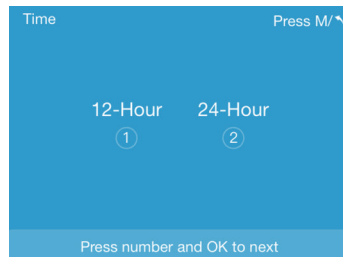 Time
Press M/
12-Hour
24-Hour
1
2
Press number and OK to next